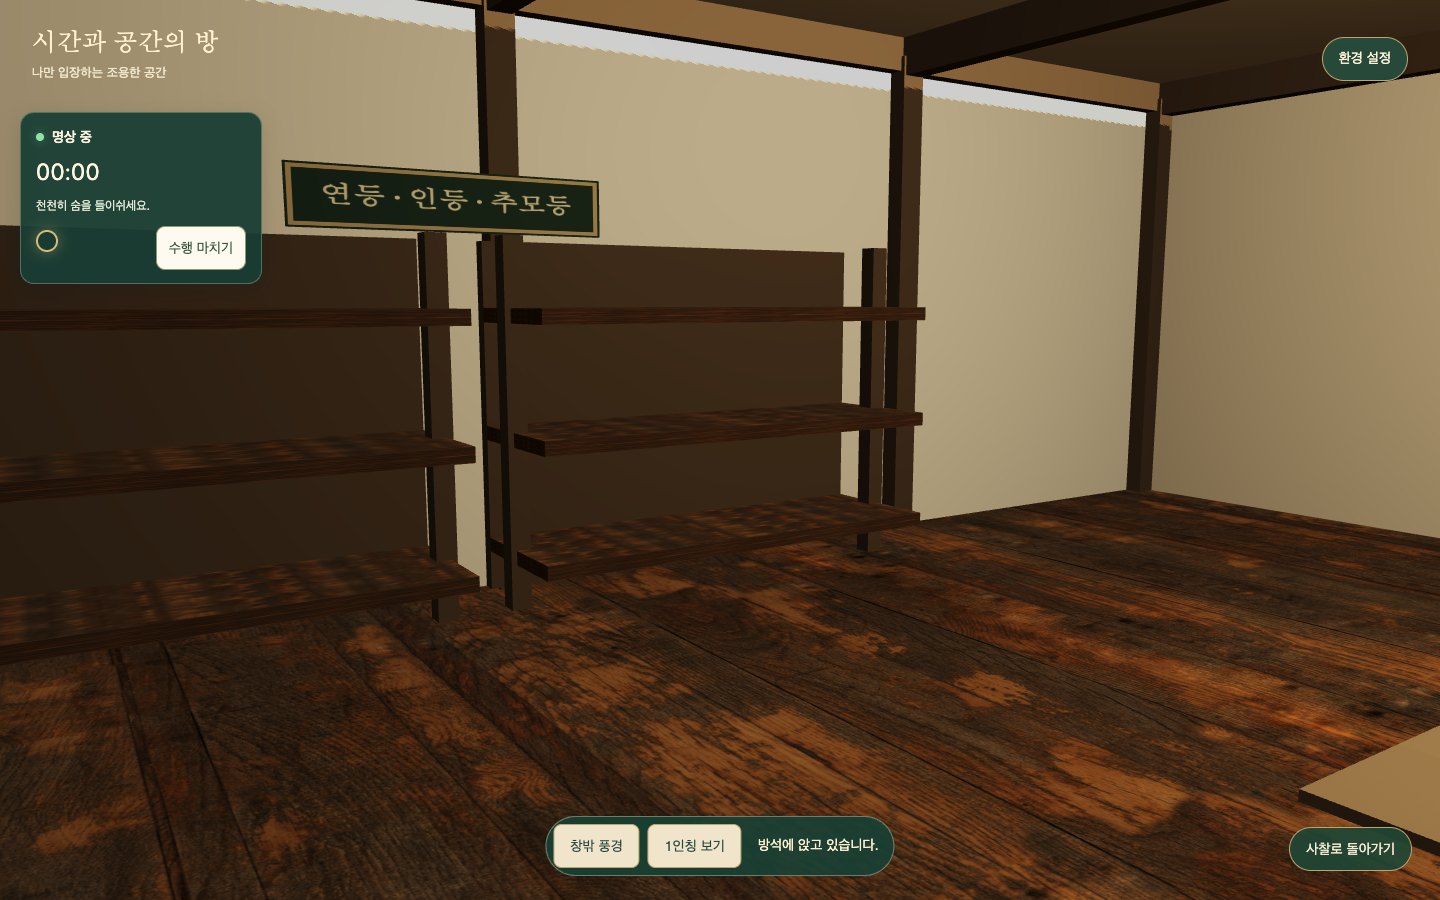 시간과 공간의 방
나만 입장하는 조용한 공간
환경 설정
명상 중
00:00
천천히 숨을 들이쉬세요.
수행 마치기
연등·인등·추모등
창밖 풍경
1인칭 보기
방석에 앉고 있습니다.
사찰로 돌아가기